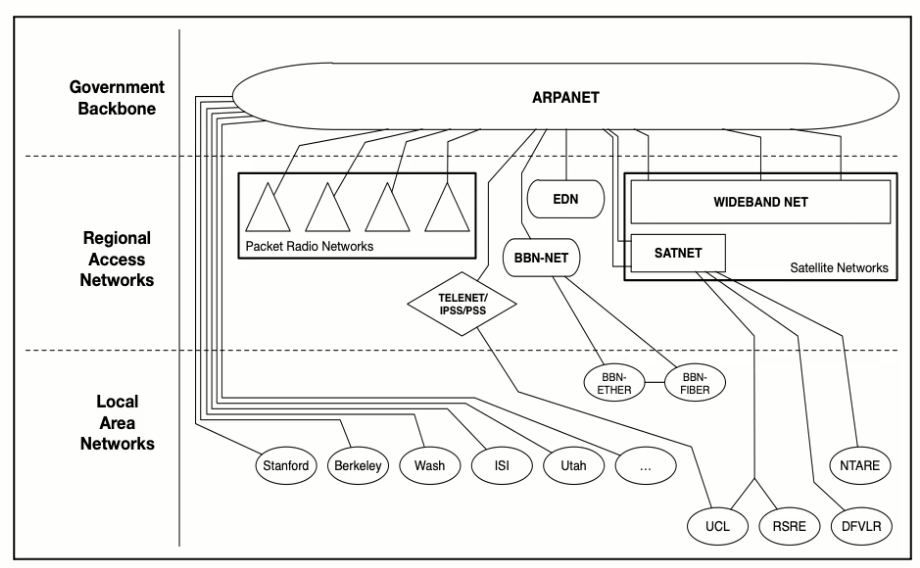 Government
Backbone
ARPANET
Regional
Access
Networks
Packet Radio Networks
EDN
BBN-NET
TELENET/
IPSS/PSS
WIDEBAND NET
SATNET
Satellite Networks
Local
Area
Networks
BBN-
ETHER
BBN-
FIBER
Stanford
Berkeley
Wash
ISI
Utah
...
NTARE
UCL
RSRE
DFVLR